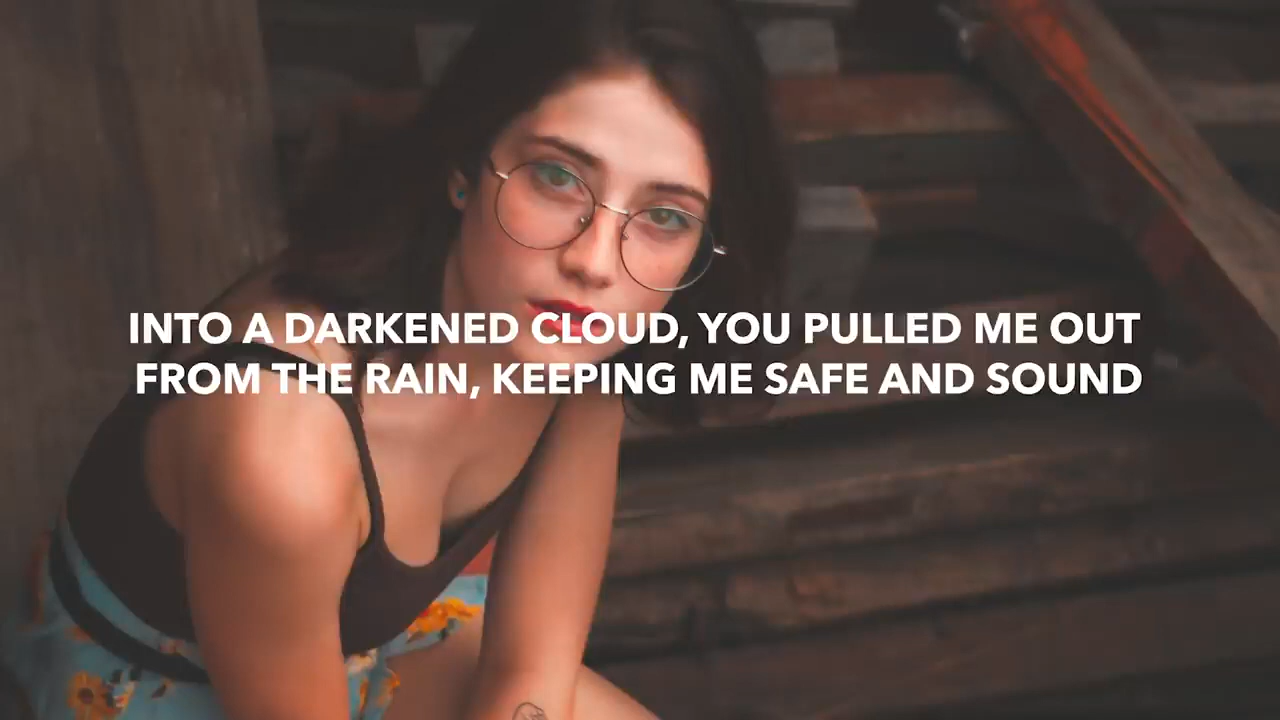 INTO A DARKENED CLOUD, YOU PULLED ME OUT
FROM THE RAIN, KEEPING ME SAFE AND SOUND